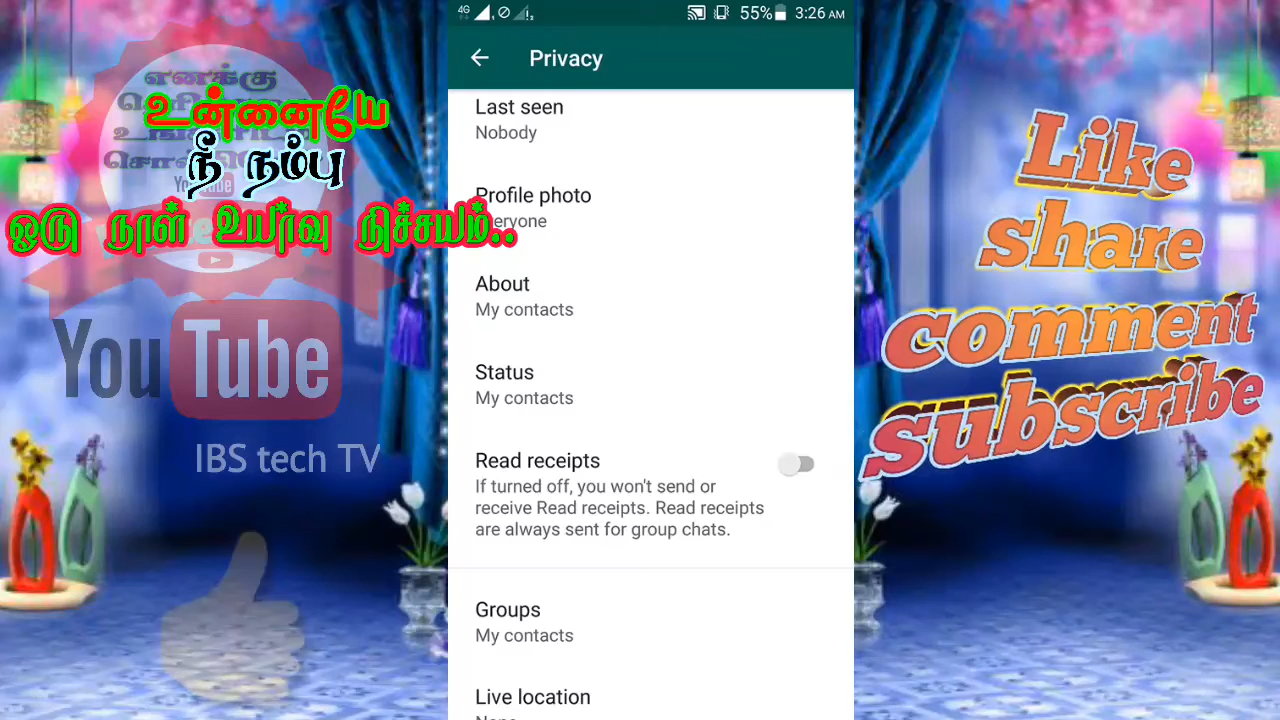 4G 55% 3:26 AM
Privacy
Last seen
Nobody
Profile photo
About
My contacts
Status
My contacts
Read receipts
If turned off, you won't send or
receive Read receipts. Read receipts
are always sent for group chats.
Groups
My contacts
Live location
எனக்கு
உன்னையே
நீ நம்பு
ஒரு நாள் உயர்வு நிச்சயம்..
YouTube
YouTube
IBS tech TV
Like
share
comment
subscribe